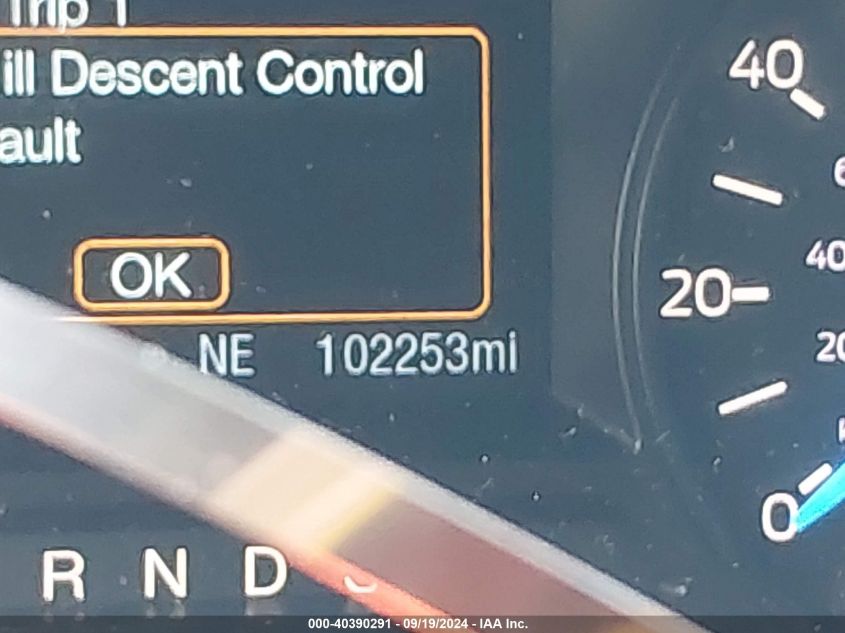 Trip 1
ill Descent Control
ault
OK
NE 102253mi
40
20
0
40
20
R N D
000-40390291 - 09/19/2024 - IAA Inc.